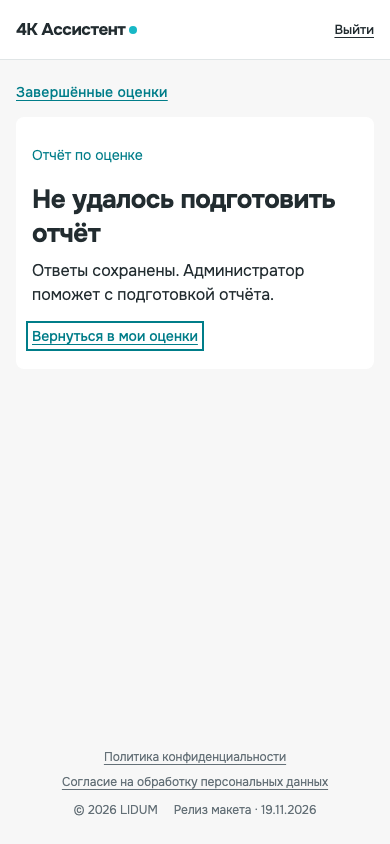 4К Ассистент
Выйти
Завершённые оценки
Отчёт по оценке
Не удалось подготовить
отчёт
Ответы сохранены. Администратор
поможет с подготовкой отчёта.
Вернуться в мои оценки
Политика конфиденциальности
Согласие на обработку персональных данных
© 2026 LIDUM Релиз макета · 19.11.2026